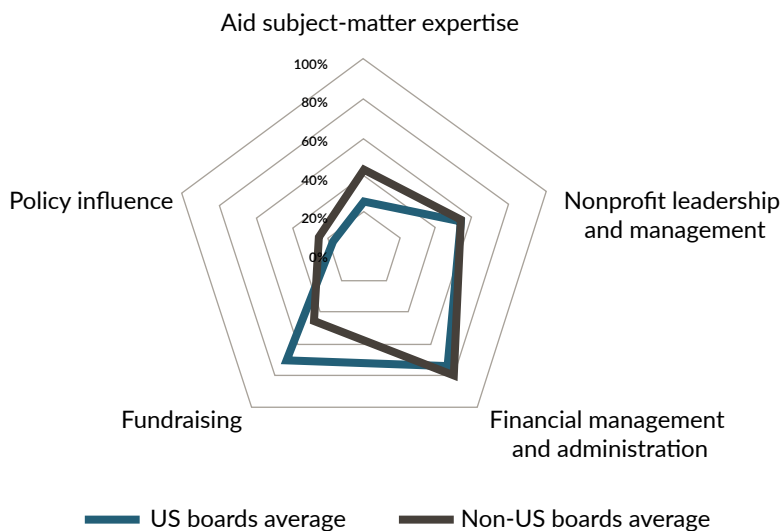 Aid subject-matter expertise
100%
80%
60%
40%
20%
0%
Policy influence
Nonprofit leadership
and management
Fundraising
Financial management
and administration
US boards average
Non-US boards average